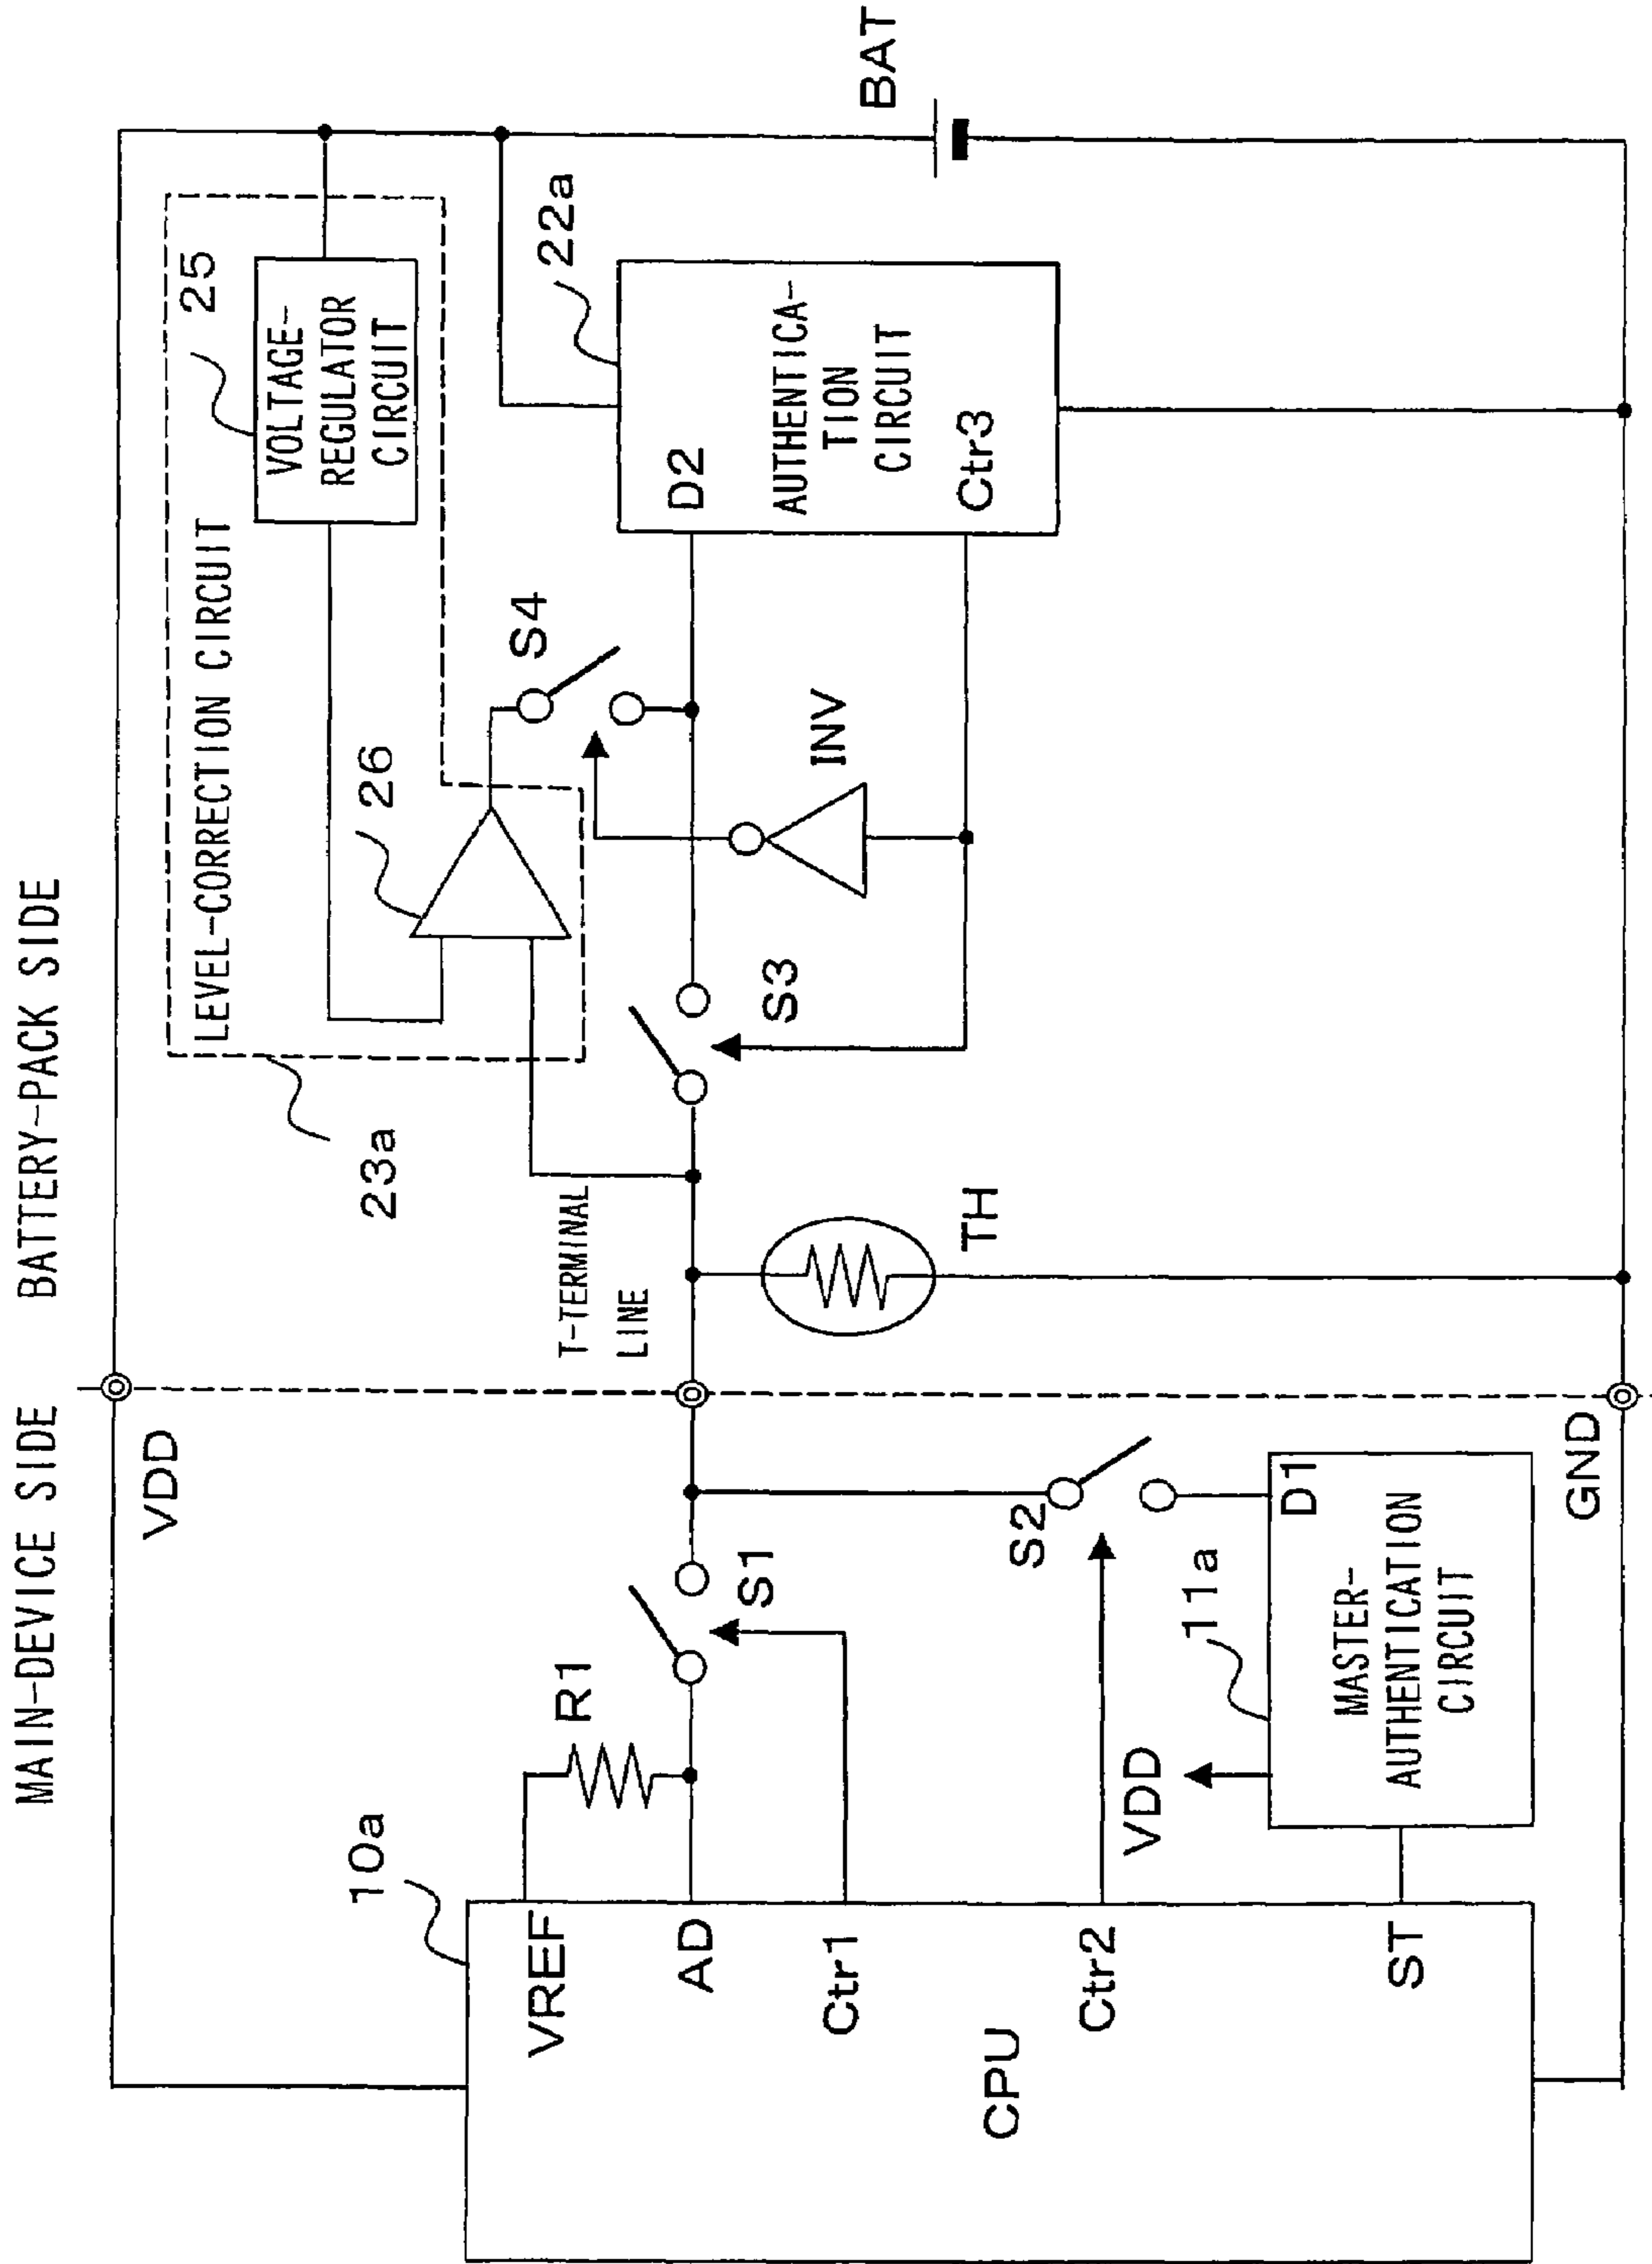 MAIN-DEVICE SIDE
BATTERY-PACK SIDE
VDD
LEVEL-CORRECTION CIRCUIT
23a
25
VOLTAGE-
REGULATOR
CIRCUIT
26
S4
T-TERMINAL
LINE
10a
VREF
R1
AD
S1
Ctr1
CPU
Ctr2
ST
S2
VDD
11a
D1
MASTER-
AUTHENTICATION
CIRCUIT
GND
TH
S3
INV
22a
D2
AUTHENTICA-
TION
CIRCUIT
Ctr3
BAT